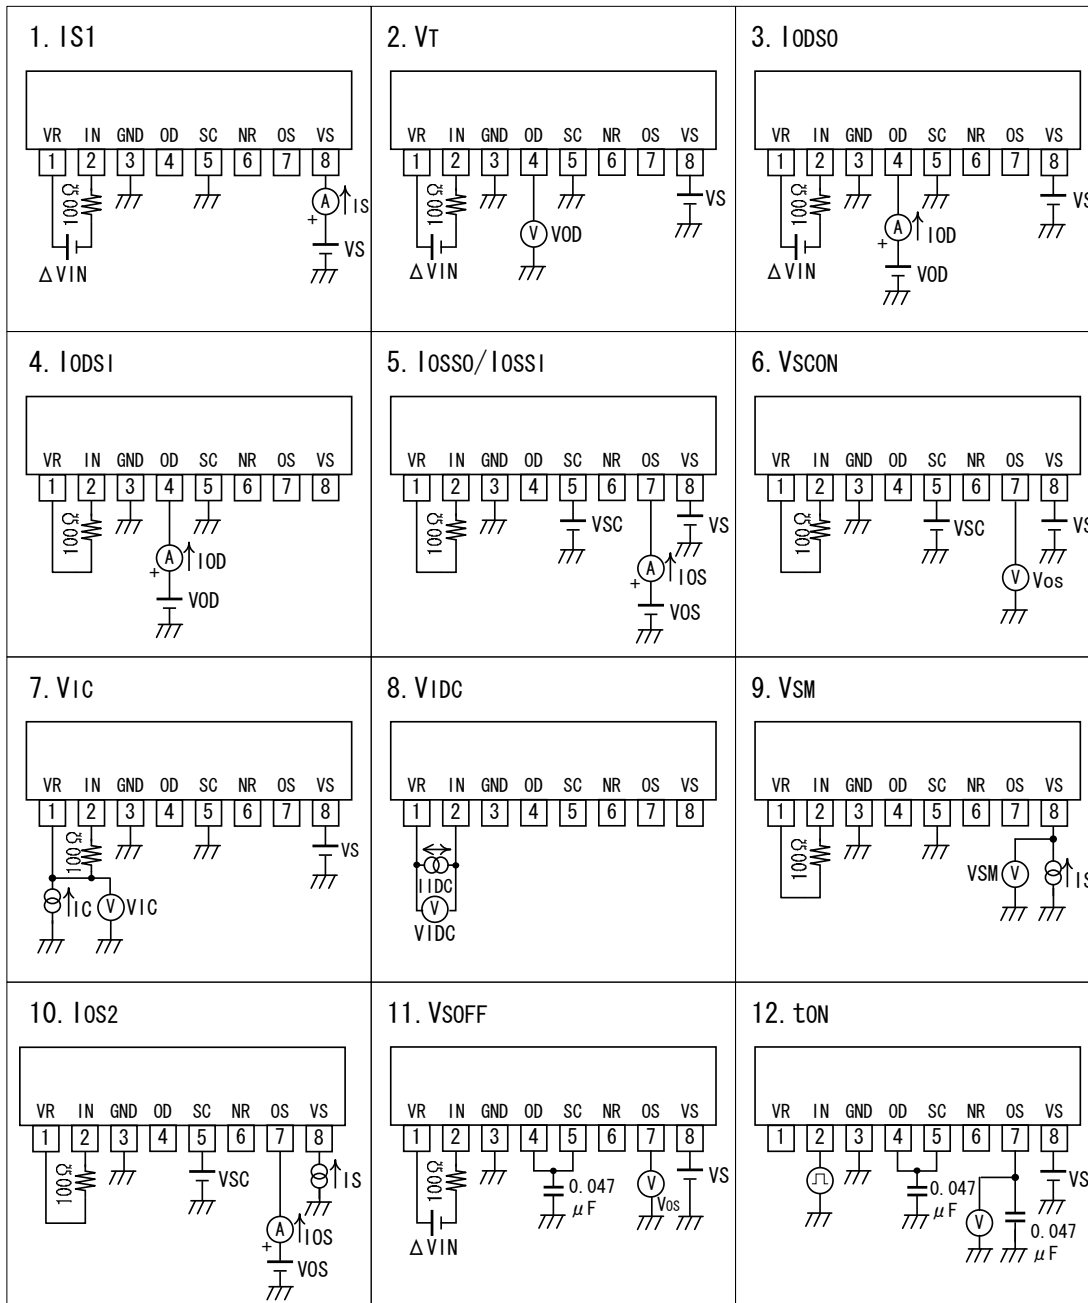 1. IS1
VR IN GND OD SC NR OS VS
1 2 3 4 5 6 7 8
100Ω
A
IS
+
VS
ΔVIN
2. VT
VR IN GND OD SC NR OS VS
1 2 3 4 5 6 7 8
100Ω
VS
V VOD
ΔVIN
3. IODSO
VR IN GND OD SC NR OS VS
1 2 3 4 5 6 7 8
100Ω
VS
A
IOD
+
VOD
ΔVIN
4. IODSI
VR IN GND OD SC NR OS VS
1 2 3 4 5 6 7 8
100Ω
A
IOD
+
VOD
5. IOSSO/IOSSI
VR IN GND OD SC NR OS VS
1 2 3 4 5 6 7 8
100Ω
VSC
VS
A
IOS
+
VOS
6. VSCON
VR IN GND OD SC NR OS VS
1 2 3 4 5 6 7 8
100Ω
VSC
VS
V Vos
7. VIC
VR IN GND OD SC NR OS VS
1 2 3 4 5 6 7 8
100Ω
VS
IC
V VIC
8. VIDC
VR IN GND OD SC NR OS VS
1 2 3 4 5 6 7 8
IIDC
V
VIDC
9. VSM
VR IN GND OD SC NR OS VS
1 2 3 4 5 6 7 8
100Ω
VSM V
IS
10. IOS2
VR IN GND OD SC NR OS VS
1 2 3 4 5 6 7 8
100Ω
VSC
IS
A
IOS
+
VOS
11. VSOFF
VR IN GND OD SC NR OS VS
1 2 3 4 5 6 7 8
100Ω
0.047
μF
V
Vos
VS
ΔVIN
12. tON
VR IN GND OD SC NR OS VS
1 2 3 4 5 6 7 8
0.047
μF
VS
V
0.047
μF